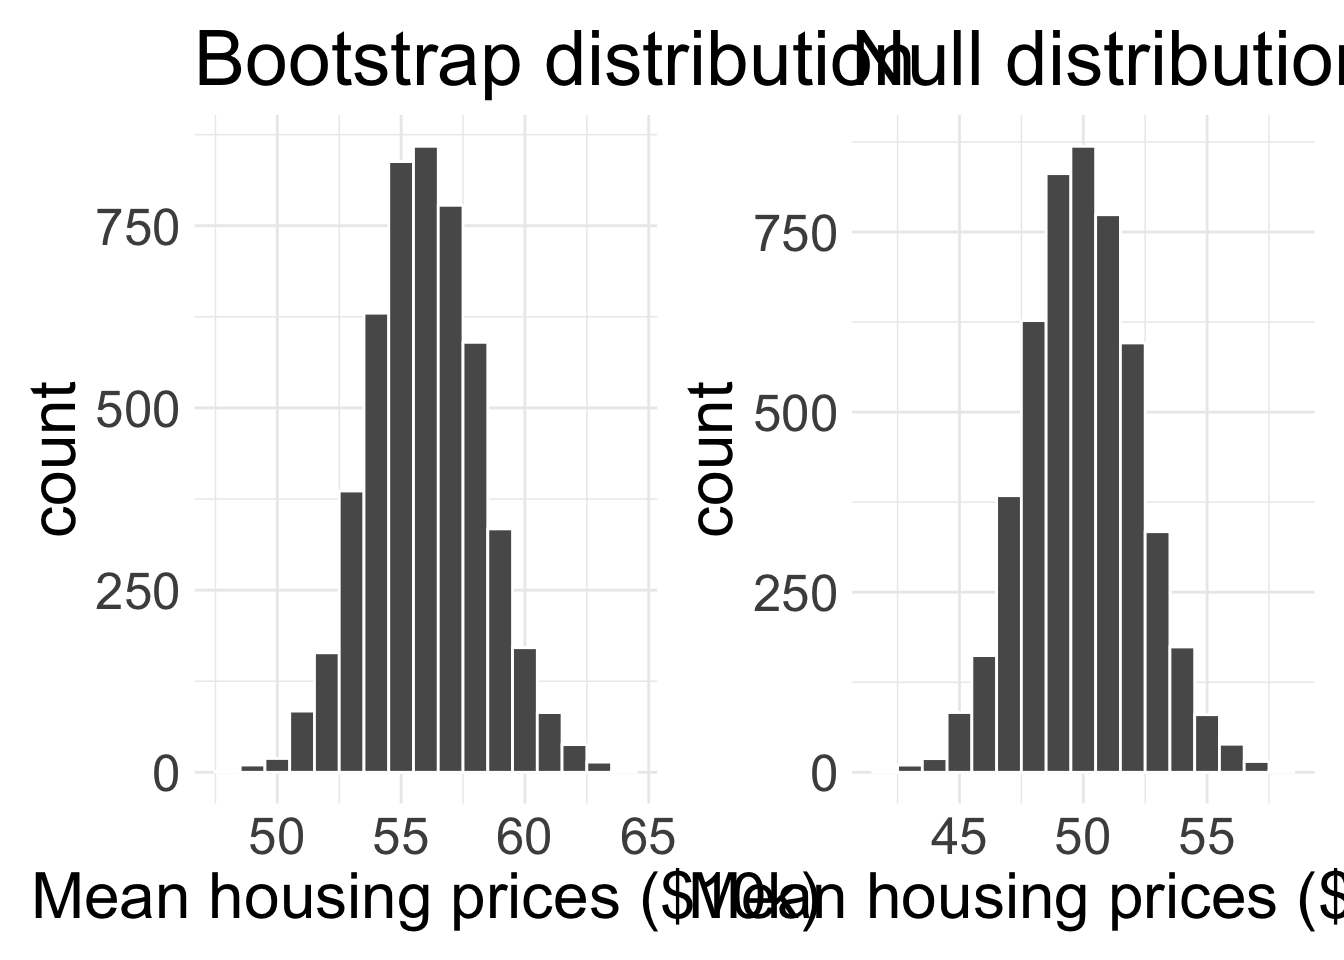 Bootstrap distribution
Null distribution
count
750
500
250
0
50 55 60 65
Mean housing prices ($10k)
count
750
500
250
0
45 50 55
Mean housing prices ($